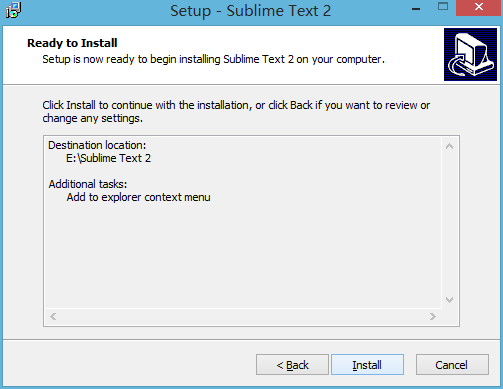 Setup - Sublime Text 2
Ready to Install
Setup is now ready to begin installing Sublime Text 2 on your computer.
Click Install to continue with the installation, or click Back if you want to review or
change any settings.
Destination location:
E:\Sublime Text 2
Additional tasks:
Add to explorer context menu
< Back
Install
Cancel